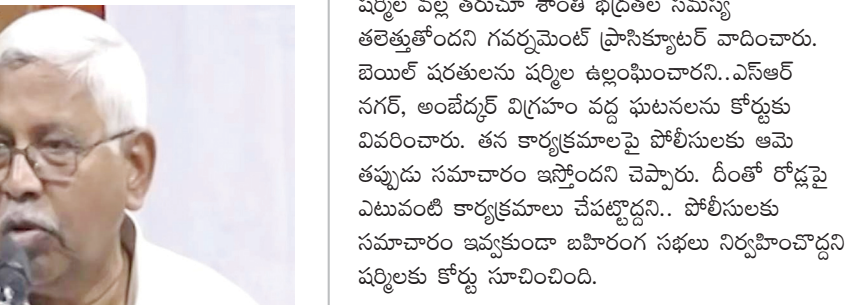 షర్మిల వల్ల తరుచూ శాంతి భద్రతల సమస్య
తలెత్తుతోందని గవర్నమెంట్ ప్రాసిక్యూటర్ వాదించారు.
బెయిల్ షరతులను షర్మిల ఉల్లంఘించారని..ఎస్ఆర్
నగర్, అంబేద్కర్ విగ్రహం వద్ద ఘటనలను కోర్టుకు
వివరించారు. తన కార్యక్రమాలపై పోలీసులకు ఆమె
తప్పుడు సమాచారం ఇస్తోందని చెప్పారు. దీంతో రోడ్లపై
ఎటువంటి కార్యక్రమాలు చేపట్టొద్దని.. పోలీసులకు
సమాచారం ఇవ్వకుండా బహిరంగ సభలు నిర్వహించొద్దని
షర్మిలకు కోర్టు సూచించింది.